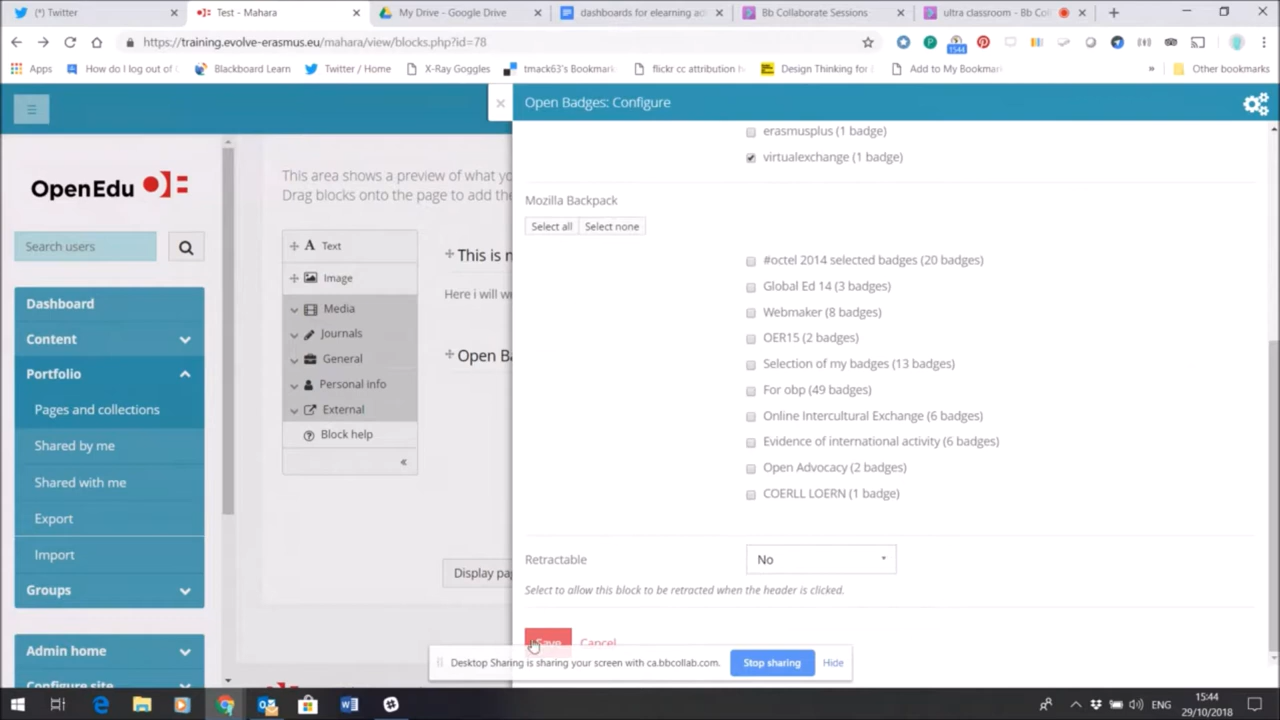 (*) Twitter
Test - Mahara
My Drive - Google Drive
dashboards for elearning ad
Bb Collaborate Sessions
ultra classroom - Bb Col
https://training.evolve-erasmus.eu/mahara/view/blocks.php?id=78
1544
Apps
How do I log out of
Blackboard Learn
Twitter / Home
X-Ray Goggles
tmack63's Bookmark
flickr cc attribution h
Design Thinking for
Add to My Bookmar
»
Other bookmarks
Open Badges: Configure
erasmusplus (1 badge)
virtualexchange (1 badge)
Mozilla Backpack
Select all
Select none
#octel 2014 selected badges (20 badges)
Global Ed 14 (3 badges)
Webmaker (8 badges)
OER15 (2 badges)
Selection of my badges (13 badges)
For obp (49 badges)
Online Intercultural Exchange (6 badges)
Evidence of international activity (6 badges)
Open Advocacy (2 badges)
COERLL LOERN (1 badge)
Retractable
No
Select to allow this block to be retracted when the header is clicked.
Save
Cancel
This area shows a preview of what yo
Drag blocks onto the page to add the
Text
Image
Media
Journals
General
Personal info
External
Block help
«
This is n
Here i will w
Open Ba
Display pag
OpenEdu
Search users
Dashboard
Content
Portfolio
Pages and collections
Shared by me
Shared with me
Export
Import
Groups
Admin home
Configure site
Desktop Sharing is sharing your screen with ca.bbcollab.com.
Stop sharing
Hide
ENG
15:44
29/10/2018